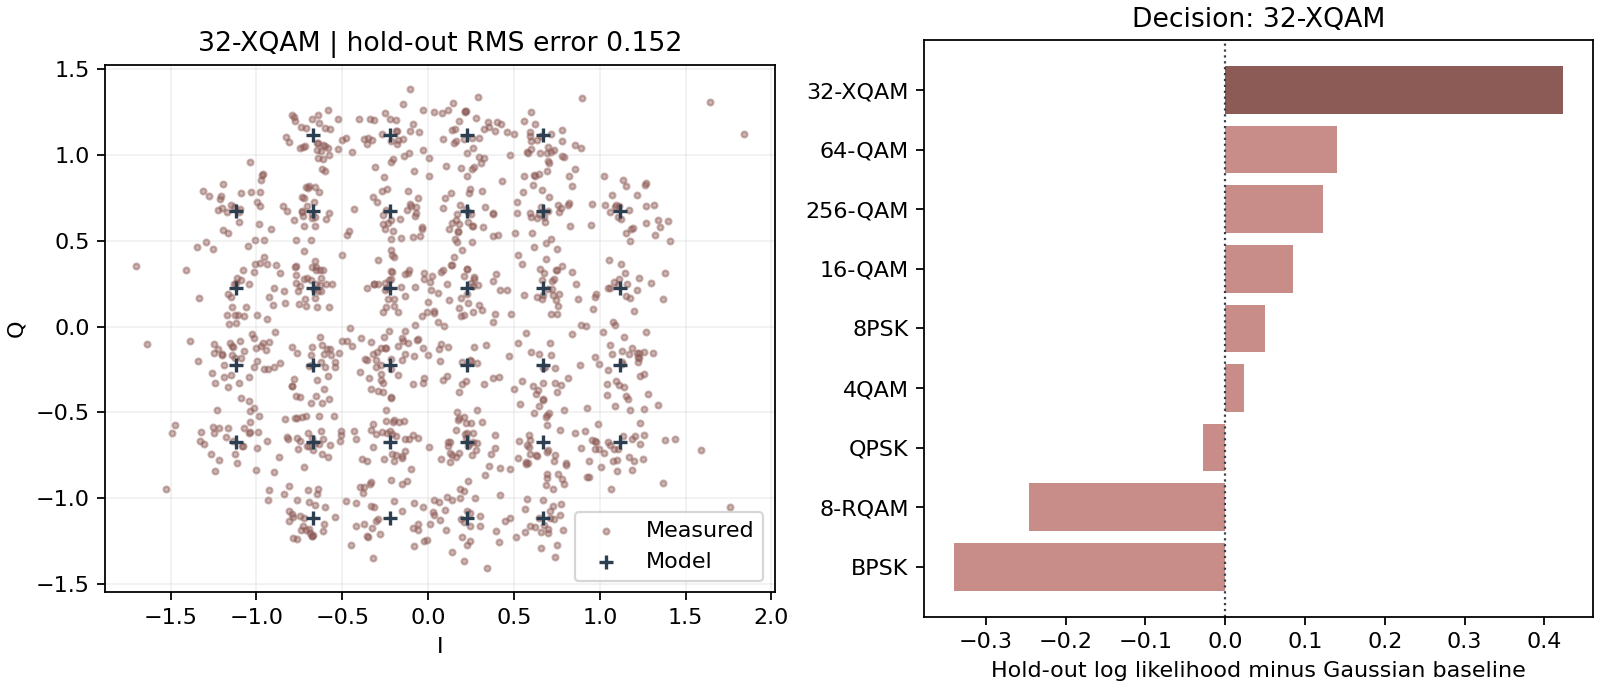 32-XQAM | hold-out RMS error 0.152
1.5
1.0
0.5
0.0
−0.5
−1.0
−1.5
Q
−1.5
−1.0
−0.5
0.0
0.5
1.0
1.5
2.0
I
Measured
Model
Decision: 32-XQAM
32-XQAM
64-QAM
256-QAM
16-QAM
8PSK
4QAM
QPSK
8-RQAM
BPSK
−0.3
−0.2
−0.1
0.0
0.1
0.2
0.3
0.4
Hold-out log likelihood minus Gaussian baseline